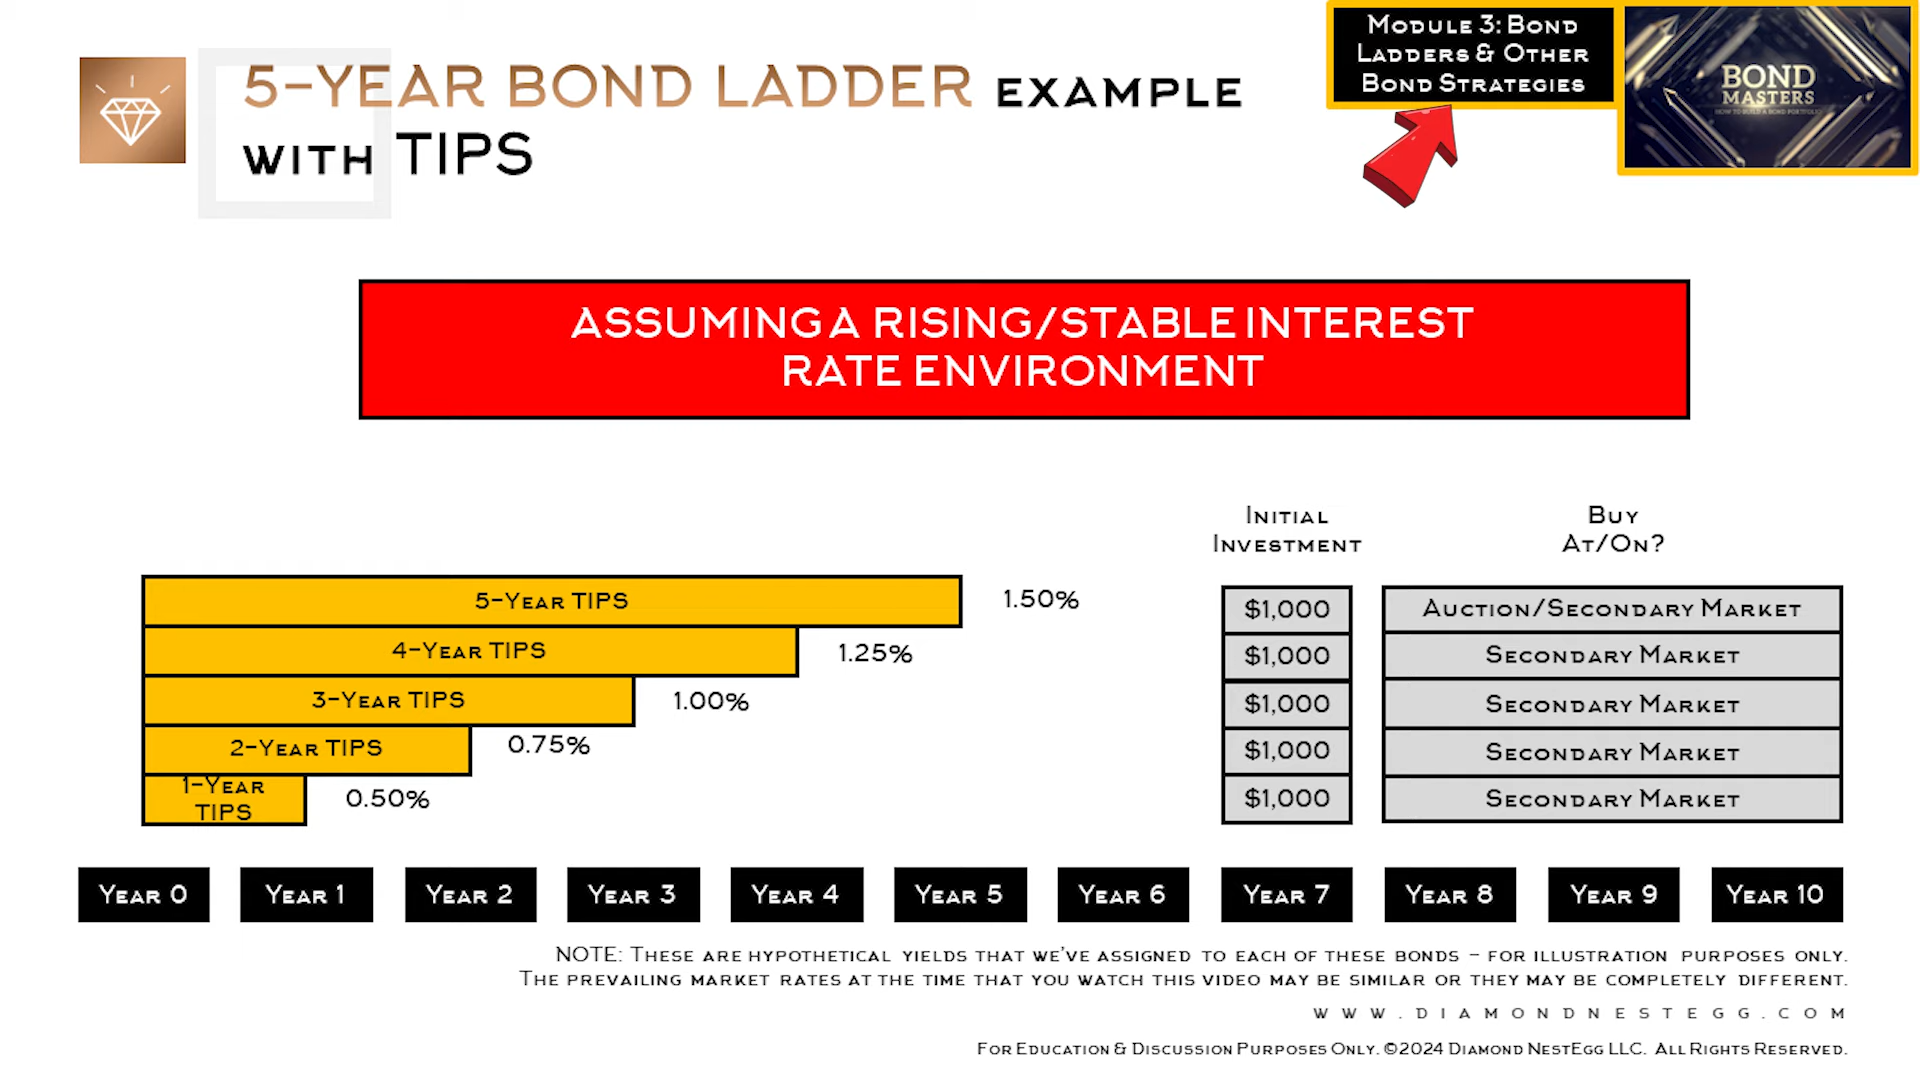 5-YEAR BOND LADDER EXAMPLE
WITH TIPS
MODULE 3: BOND
LADDERS & OTHER
BOND STRATEGIES
BOND
MASTERS
HOW TO BUILD A BOND PORTFOLIO
ASSUMING A RISING/STABLE INTEREST
RATE ENVIRONMENT
INITIAL
INVESTMENT
BUY
AT/ON?
5-YEAR TIPS 1.50% $1,000 AUCTION/SECONDARY MARKET
4-YEAR TIPS 1.25% $1,000 SECONDARY MARKET
3-YEAR TIPS 1.00% $1,000 SECONDARY MARKET
2-YEAR TIPS 0.75% $1,000 SECONDARY MARKET
1-YEAR
TIPS 0.50% $1,000 SECONDARY MARKET
YEAR 0 YEAR 1 YEAR 2 YEAR 3 YEAR 4 YEAR 5 YEAR 6 YEAR 7 YEAR 8 YEAR 9 YEAR 10
NOTE: THESE ARE HYPOTHETICAL YIELDS THAT WE'VE ASSIGNED TO EACH OF THESE BONDS - FOR ILLUSTRATION PURPOSES ONLY.
THE PREVAILING MARKET RATES AT THE TIME THAT YOU WATCH THIS VIDEO MAY BE SIMILAR OR THEY MAY BE COMPLETELY DIFFERENT.
WWW.DIAMONDNESTEGG.COM
FOR EDUCATION & DISCUSSION PURPOSES ONLY. ©2024 DIAMOND NESTEGG LLC. ALL RIGHTS RESERVED.